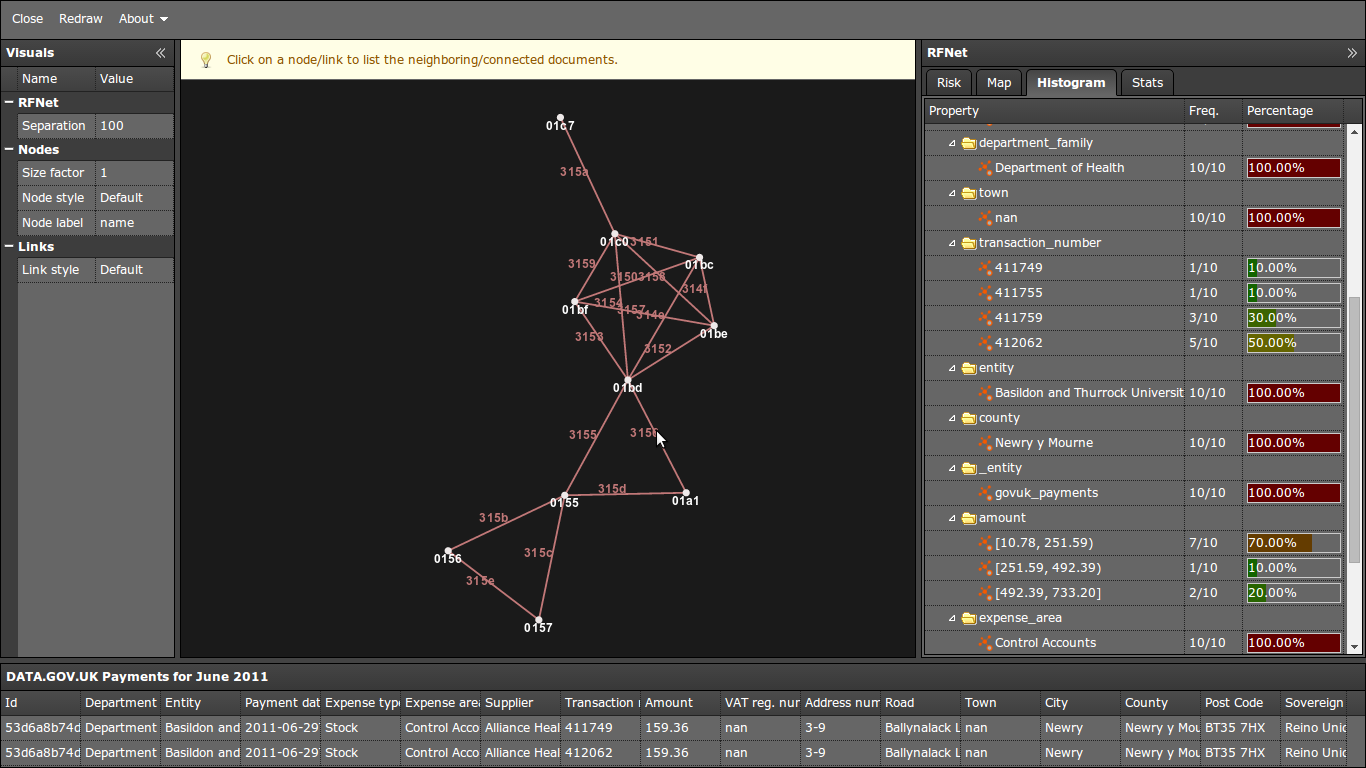 Close Redraw About
Visuals
Name Value
RFNet
Separation 100
Nodes
Size factor 1
Node style Default
Node label name
Links
Link style Default
Click on a node/link to list the neighboring/connected documents.
01c7
315a
01c0 3151
01bc
3159
3150 3158
314f
01bf 3154 3157 314e
01be
3153
3152
01bd
3155
315d
0155
01a1
315b
0156
315c
315e
0157
RFNet
Risk Map Histogram Stats
Property Freq. Percentage
department_family
Department of Health 10/10 100.00%
town
nan 10/10 100.00%
transaction_number
411749 1/10 10.00%
411755 1/10 10.00%
411759 3/10 30.00%
412062 5/10 50.00%
entity
Basildon and Thurrock Universit 10/10 100.00%
county
Newry y Mourne 10/10 100.00%
_entity
govuk_payments 10/10 100.00%
amount
[10.78, 251.59) 7/10 70.00%
[251.59, 492.39) 1/10 10.00%
[492.39, 733.20] 2/10 20.00%
expense_area
Control Accounts 10/10 100.00%
DATA.GOV.UK Payments for June 2011
Id Department Entity Payment dat Expense type Expense area Supplier Transaction Amount VAT reg. num Address num Road Town City County Post Code Sovereign
53d6a8b74d Department Basildon and 2011-06-29 Stock Control Acco Alliance Heal 411749 159.36 nan 3-9 Ballynalack L nan Newry Newry y Mou BT35 7HX Reino Unid
53d6a8b74d Department Basildon and 2011-06-29 Stock Control Acco Alliance Heal 412062 159.36 nan 3-9 Ballynalack L nan Newry Newry y Mou BT35 7HX Reino Unid